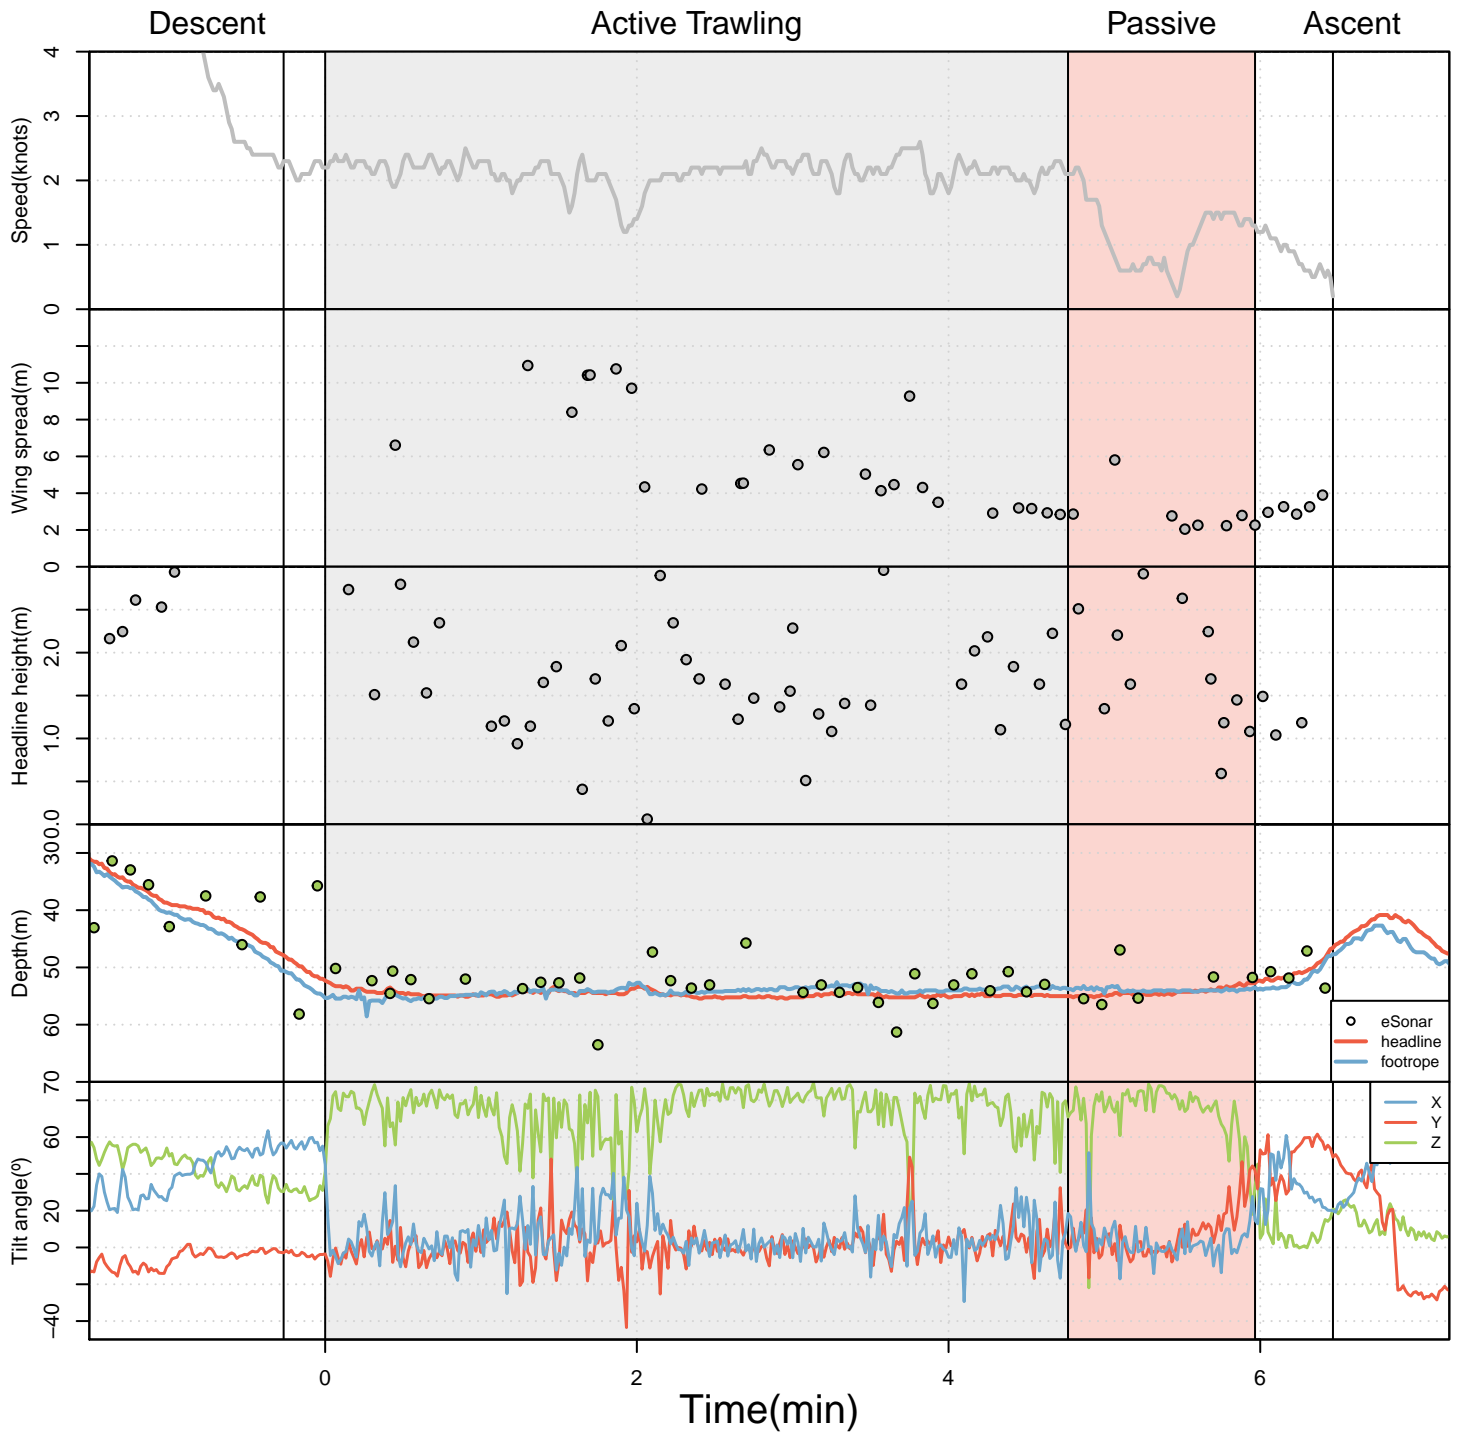 Descent Active Trawling Passive Ascent
Speed(knots)
4
3
2
1
0
Wing spread(m)
10
8
6
4
2
0
Headline height(m)
2.0
1.0
0.0
Depth(m)
30
40
50
60
70
eSonar
headline
footrope
Tilt angle(º)
60
20
0
−40
X
Y
Z
0 2 4 6
Time(min)